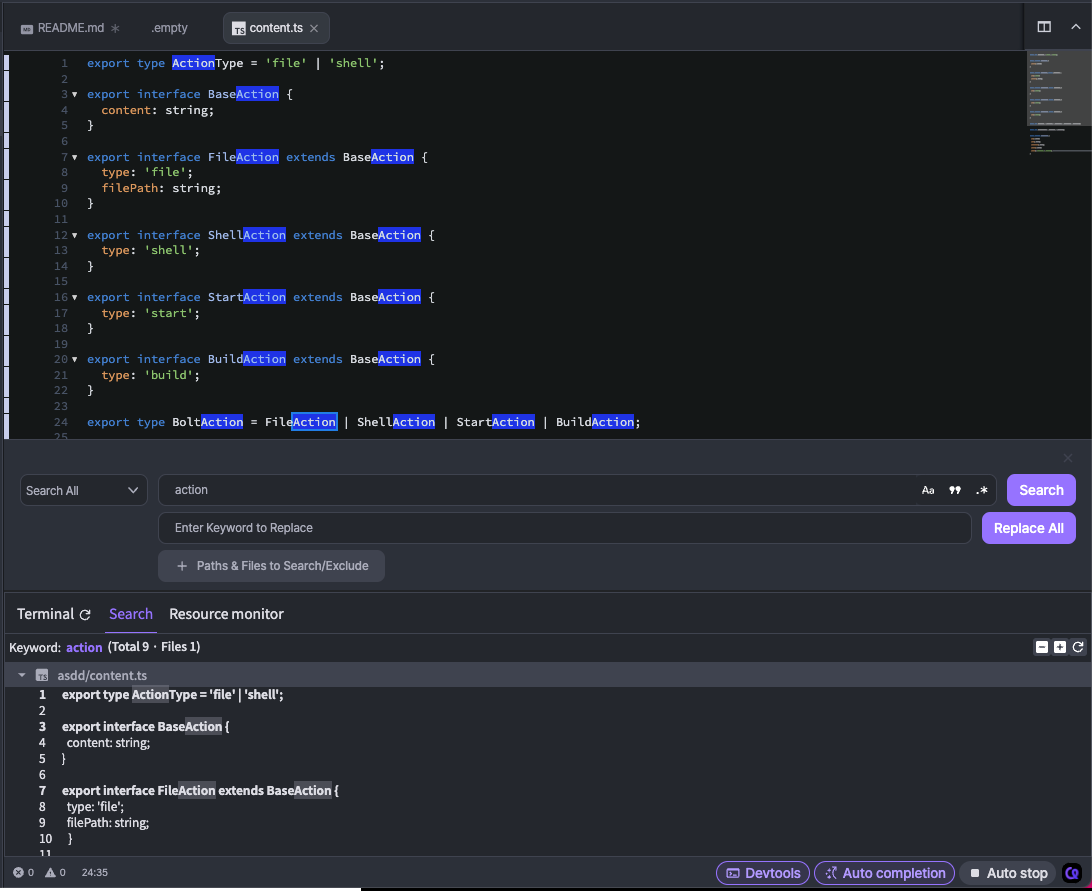 README.md
.empty
TS content.ts
1 export type ActionType = 'file' | 'shell';
2
3 export interface BaseAction {
4 content: string;
5 }
6
7 export interface FileAction extends BaseAction {
8 type: 'file';
9 filePath: string;
10 }
11
12 export interface ShellAction extends BaseAction {
13 type: 'shell';
14 }
15
16 export interface StartAction extends BaseAction {
17 type: 'start';
18 }
19
20 export interface BuildAction extends BaseAction {
21 type: 'build';
22 }
23
24 export type BoltAction = FileAction | ShellAction | StartAction | BuildAction;
25
Search All
action
Aa
.*
Search
Enter Keyword to Replace
Replace All
+ Paths & Files to Search/Exclude
Terminal
Search
Resource monitor
Keyword: action (Total 9 · Files 1)
TS asdd/content.ts
1 export type ActionType = 'file' | 'shell';
2
3 export interface BaseAction {
4 content: string;
5 }
6
7 export interface FileAction extends BaseAction {
8 type: 'file';
9 filePath: string;
10 }
11
0
0
24:35
Devtools
Auto completion
Auto stop